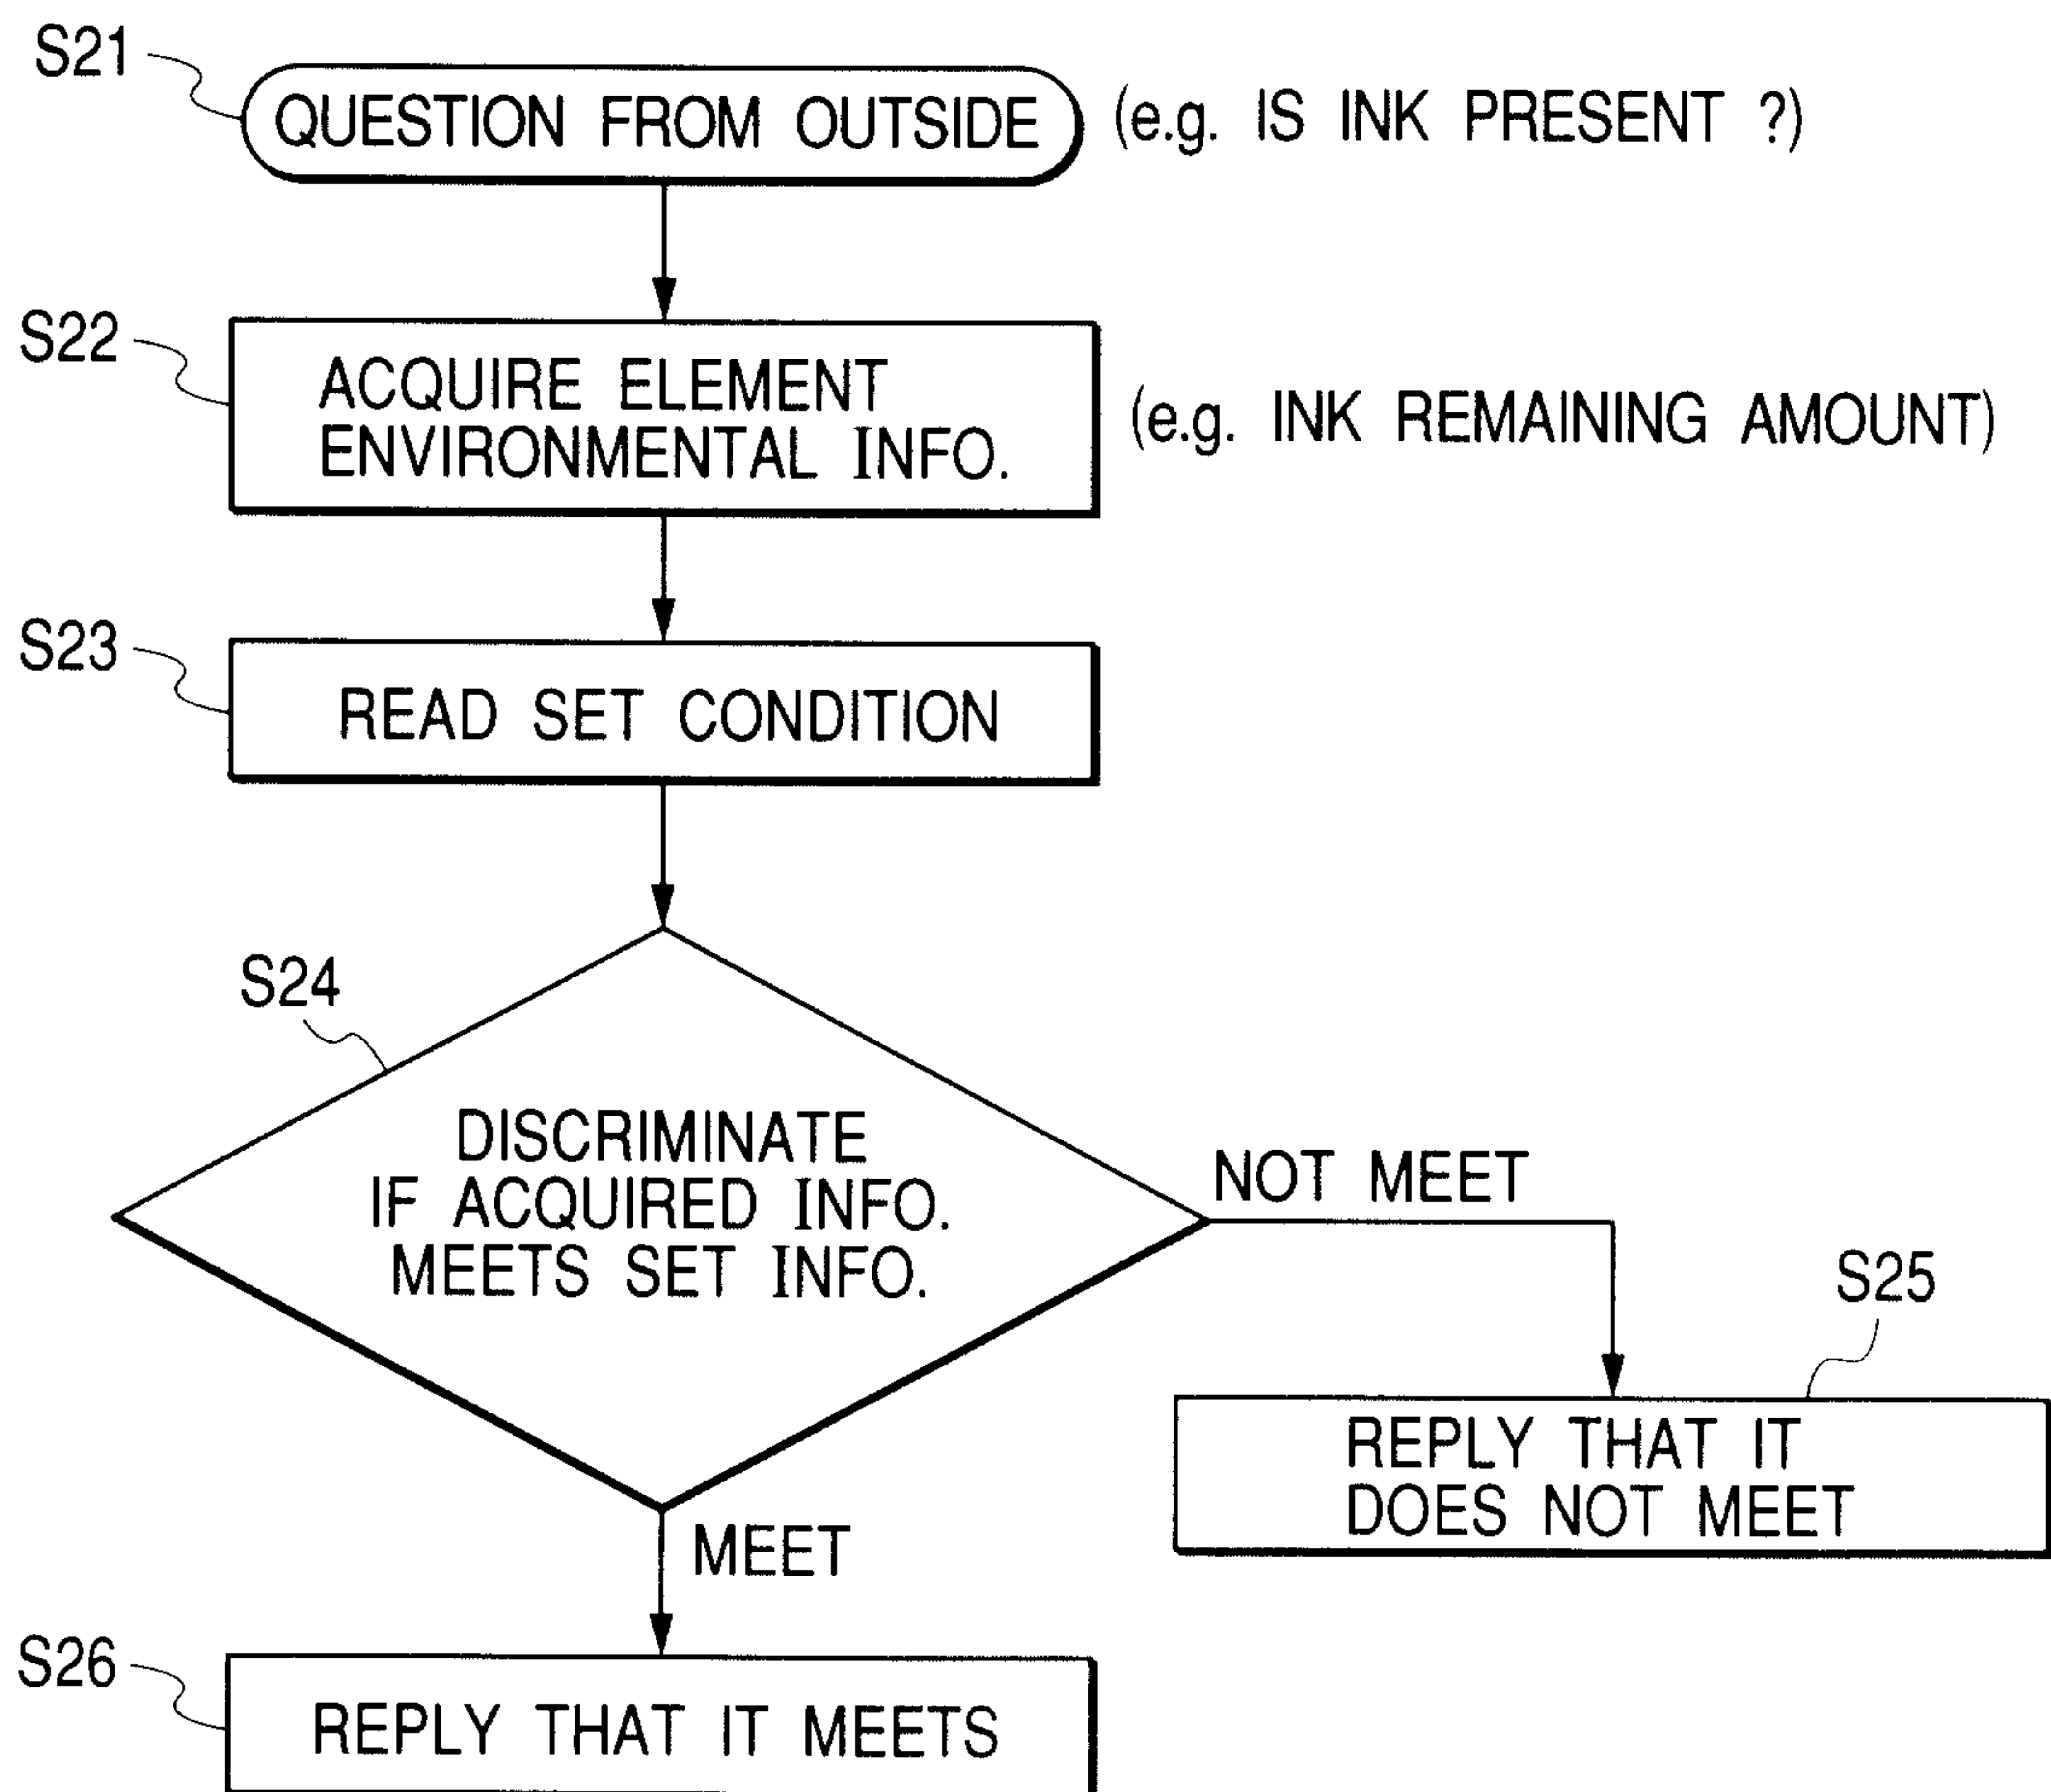 S21
QUESTION FROM OUTSIDE (e.g. IS INK PRESENT ?)
S22
ACQUIRE ELEMENT
ENVIRONMENTAL INFO.
(e.g. INK REMAINING AMOUNT)
S23
READ SET CONDITION
S24
DISCRIMINATE
IF ACQUIRED INFO.
MEETS SET INFO.
NOT MEET
S25
REPLY THAT IT
DOES NOT MEET
MEET
S26
REPLY THAT IT MEETS